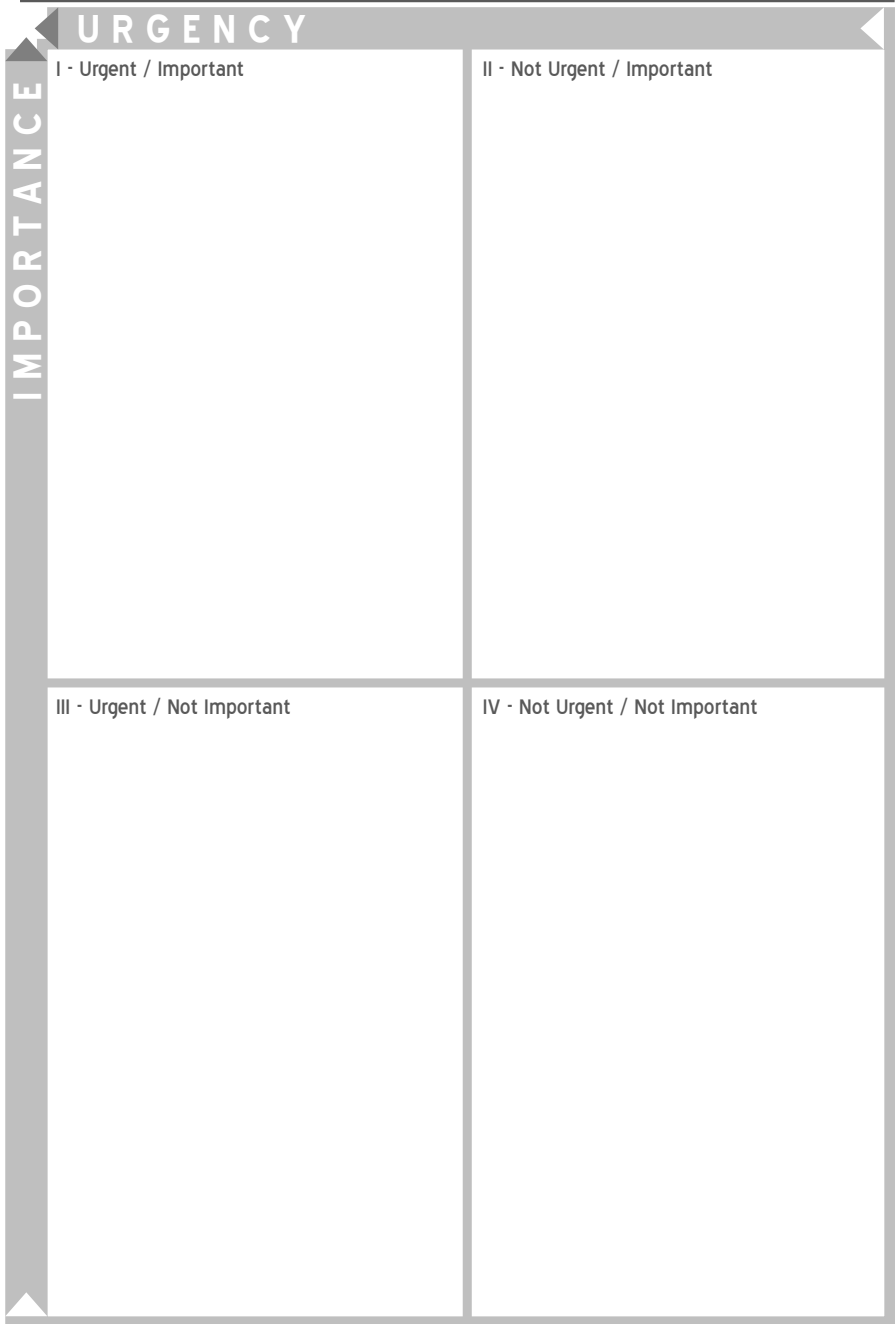 URGENCY
IMPORTANCE
I - Urgent / Important
II - Not Urgent / Important
III - Urgent / Not Important
IV - Not Urgent / Not Important